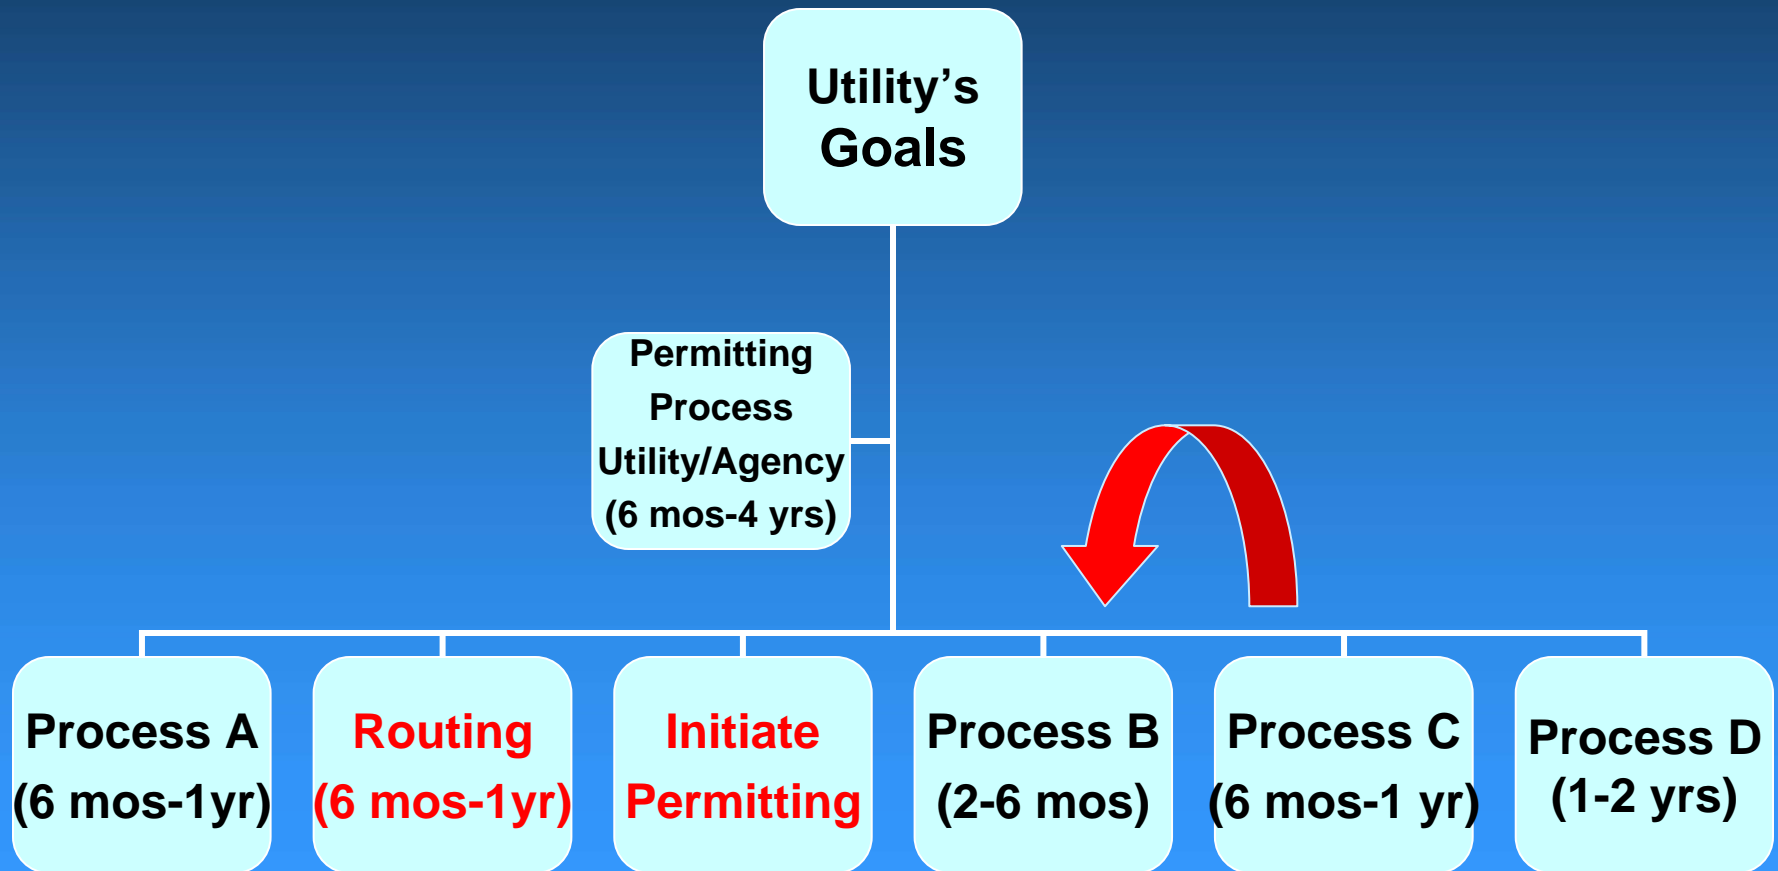 Utility’s
Goals
Permitting
Process
Utility/Agency
(6 mos-4 yrs)
Process A
(6 mos-1yr)
Routing
(6 mos-1yr)
Initiate
Permitting
Process B
(2-6 mos)
Process C
(6 mos-1 yr)
Process D
(1-2 yrs)